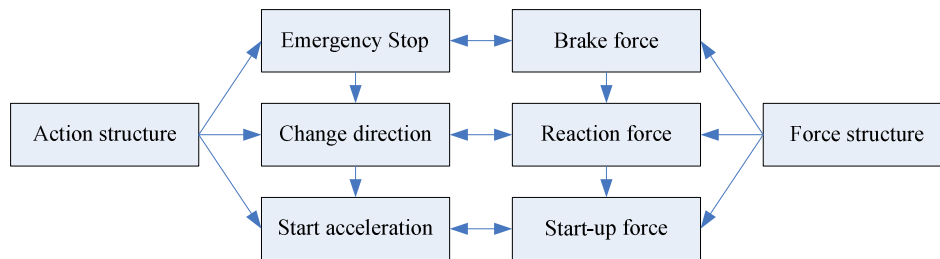 Emergency Stop
Brake force
Action structure
Change direction
Reaction force
Force structure
Start acceleration
Start-up force